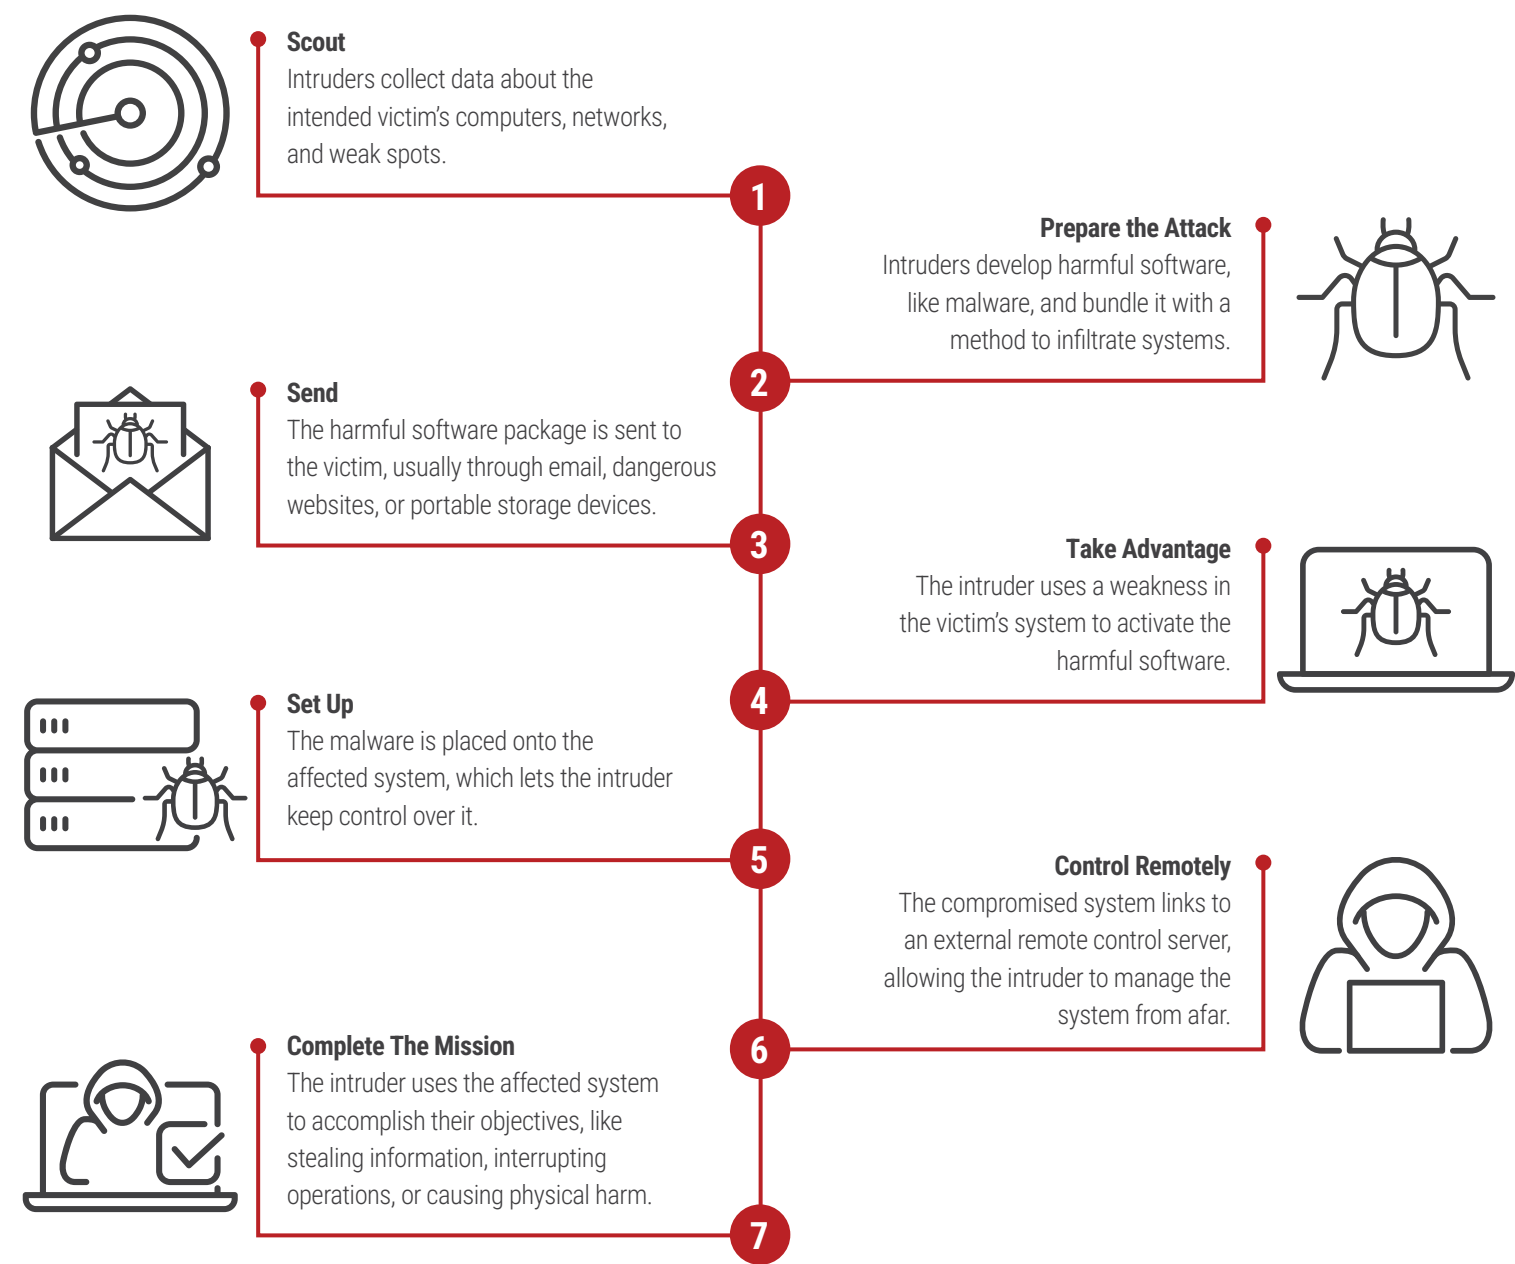 Scout
Intruders collect data about the
intended victim's computers, networks,
and weak spots.
1
Prepare the Attack
Intruders develop harmful software,
like malware, and bundle it with a
method to infiltrate systems.
2
Send
The harmful software package is sent to
the victim, usually through email, dangerous
websites, or portable storage devices.
3
Take Advantage
The intruder uses a weakness in
the victim's system to activate the
harmful software.
4
Set Up
The malware is placed onto the
affected system, which lets the intruder
keep control over it.
5
Control Remotely
The compromised system links to
an external remote control server,
allowing the intruder to manage the
system from afar.
6
Complete The Mission
The intruder uses the affected system
to accomplish their objectives, like
stealing information, interrupting
operations, or causing physical harm.
7